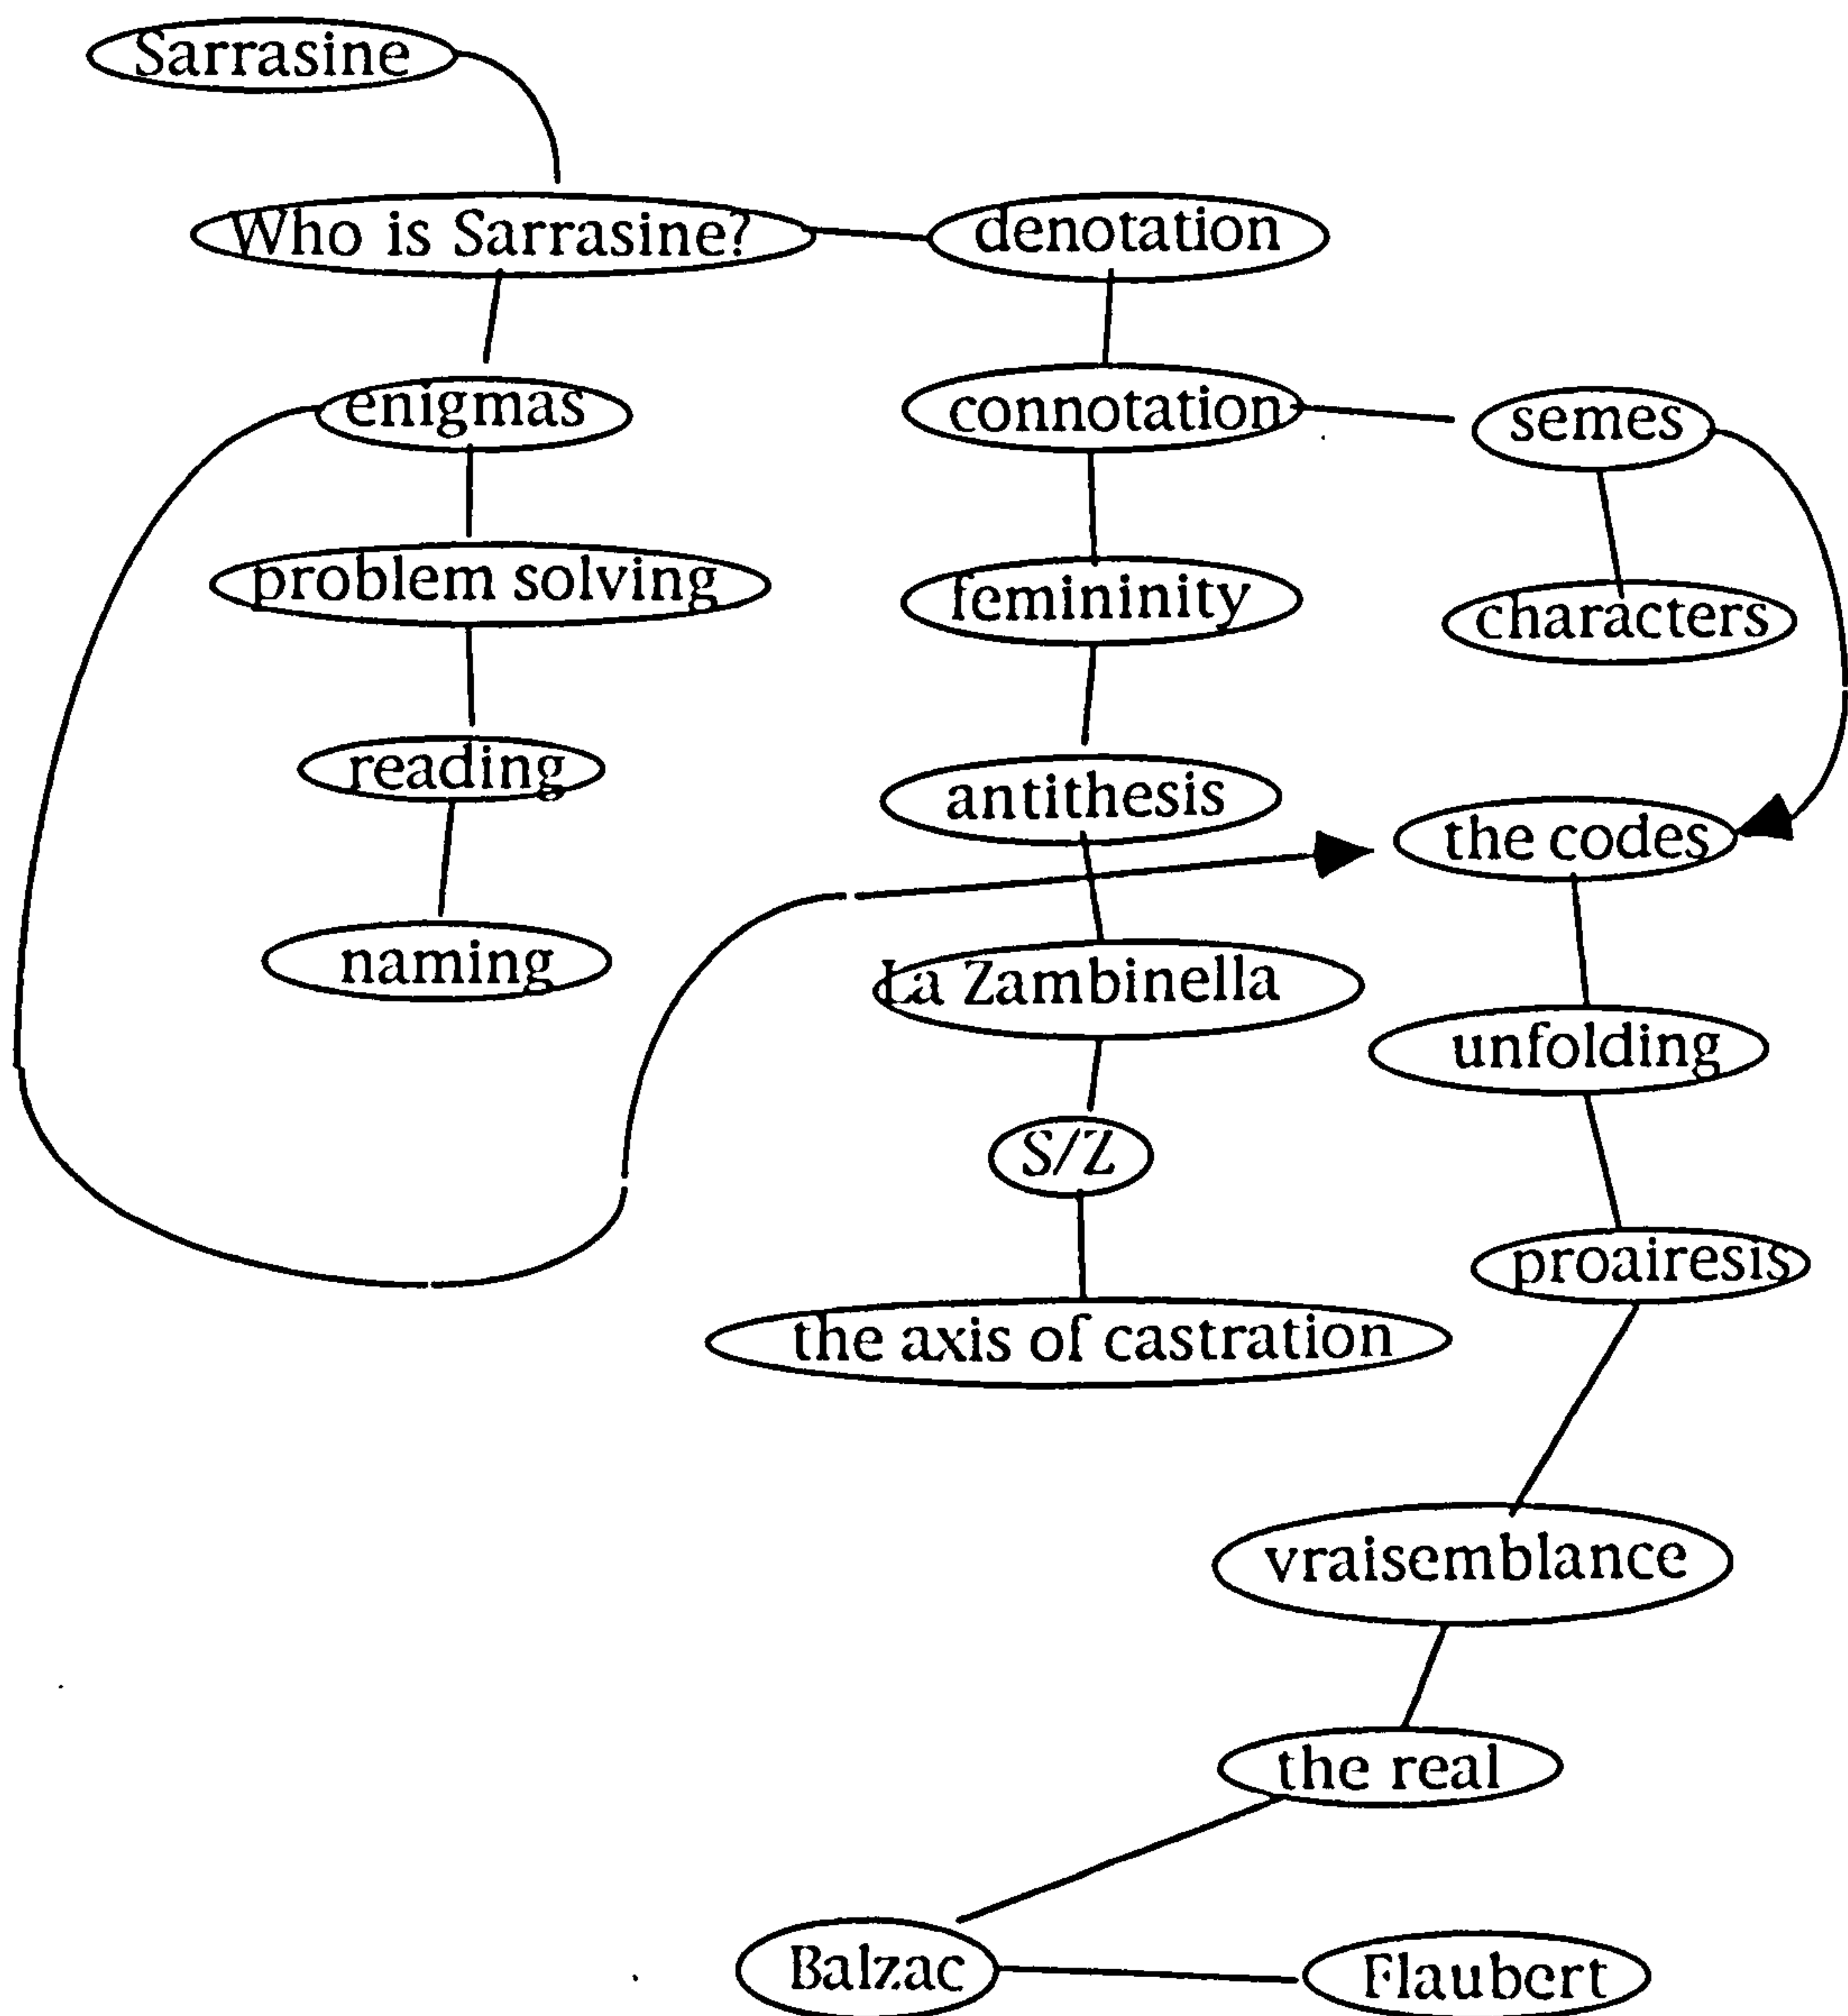 Sarrasine
Who is Sarrasine?
denotation
enigmas
connotation
semes
problem solving
femininity
characters
reading
antithesis
the codes
naming
La Zambinella
unfolding
S/Z
proairesis
the axis of castration
vraisemblance
the real
Balzac
Flaubert